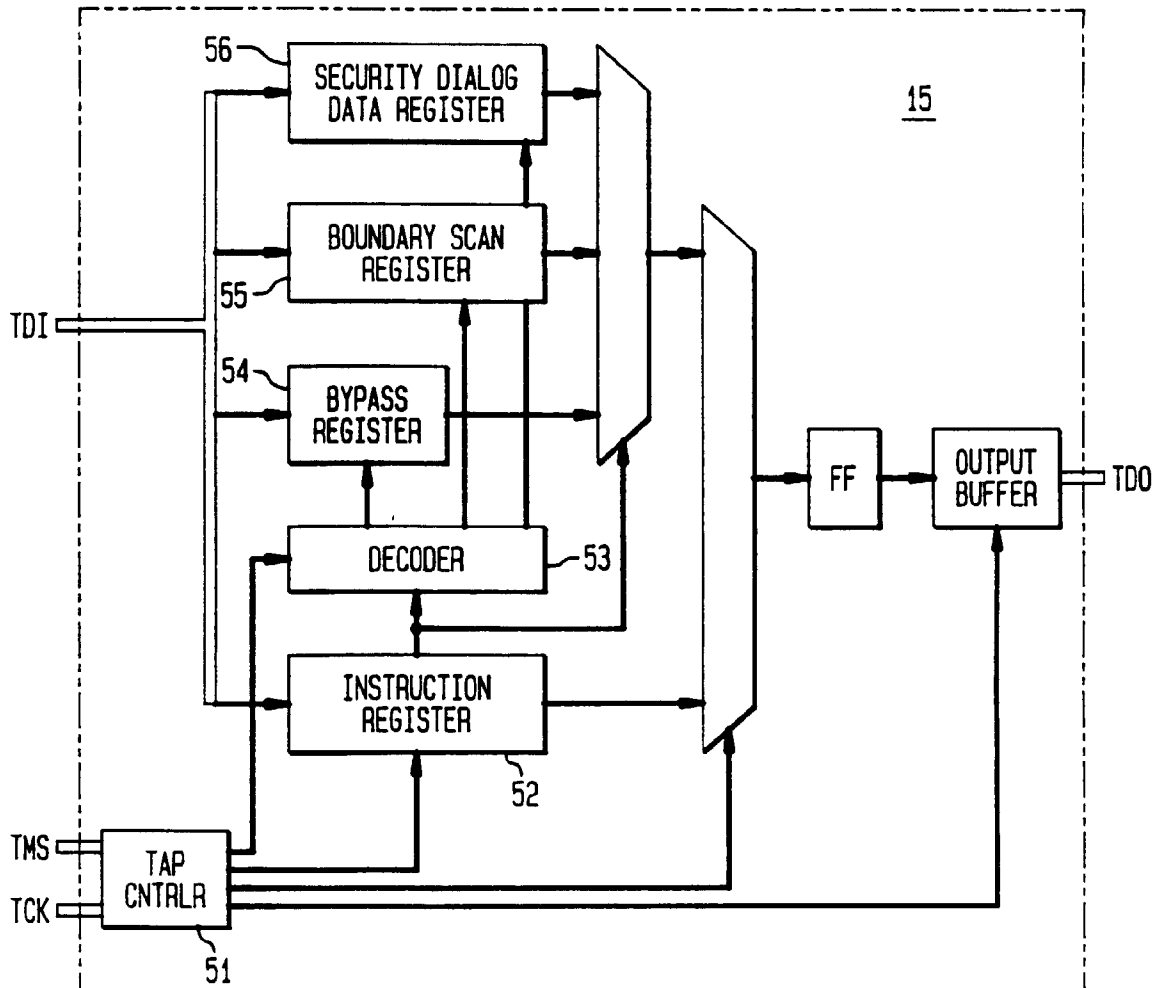 56
SECURITY DIALOG
DATA REGISTER
15
BOUNDARY SCAN
REGISTER
55
TDI
54
BYPASS
REGISTER
FF
OUTPUT
BUFFER
TDO
DECODER
53
INSTRUCTION
REGISTER
52
TMS
TAP
CNTRLR
TCK
51